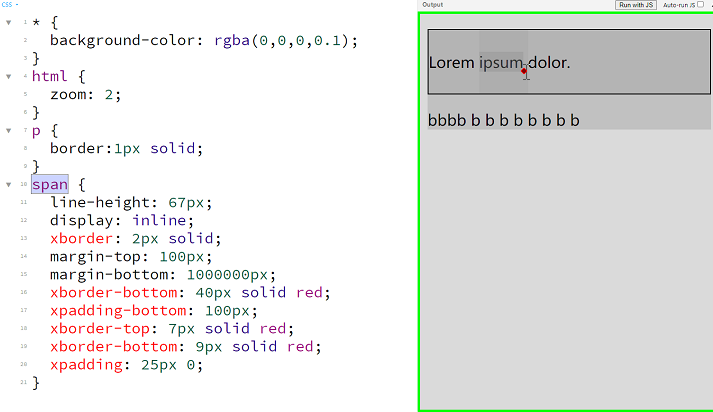 CSS
Output
Run with JS
Auto-run JS
1 * {
2 background-color: rgba(0,0,0,0.1);
3 }
4 html {
5 zoom: 2;
6 }
7 p {
8 border:1px solid;
9 }
10 span {
11 line-height: 67px;
12 display: inline;
13 xborder: 2px solid;
14 margin-top: 100px;
15 margin-bottom: 1000000px;
16 xborder-bottom: 40px solid red;
17 xpadding-bottom: 100px;
18 xborder-top: 7px solid red;
19 xborder-bottom: 9px solid red;
20 xpadding: 25px 0;
21 }
Lorem ipsum dolor.
bbbb b b b b b b b b